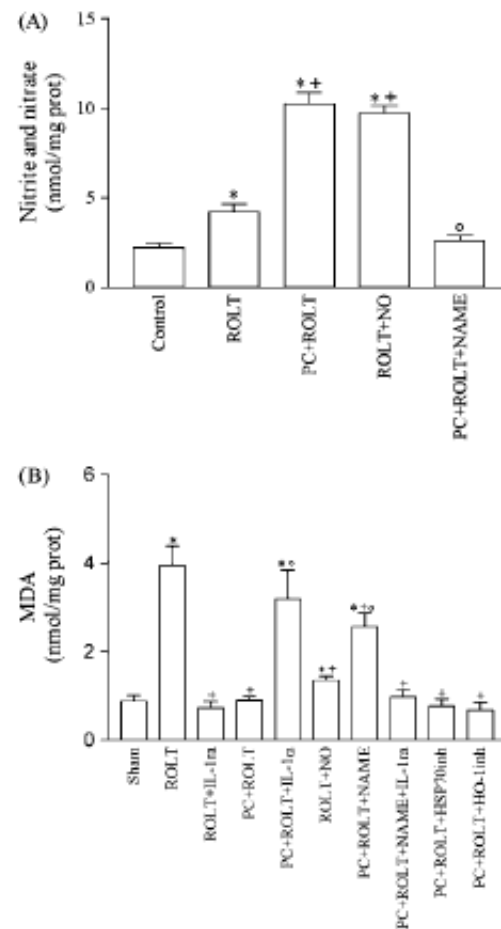 (A)
Nitrite and nitrate
(nmol/mg prot)
15
10
5
0
*
*+
*+
°
Control
ROLT
PC+ROLT
ROLT+NO
PC+ROLT+NAME
(B)
MDA
(nmol/mg prot)
6
4
2
0
*
+
+
*°
*+
*+°
+
+
+
Sham
ROLT
ROLT+IL-1ra
PC+ROLT
PC+ROLT+IL-1α
ROLT+NO
PC+ROLT+NAME
PC+ROLT+NAME+IL-1ra
PC+ROLT+HSP70inh
PC+ROLT+HO-1inh